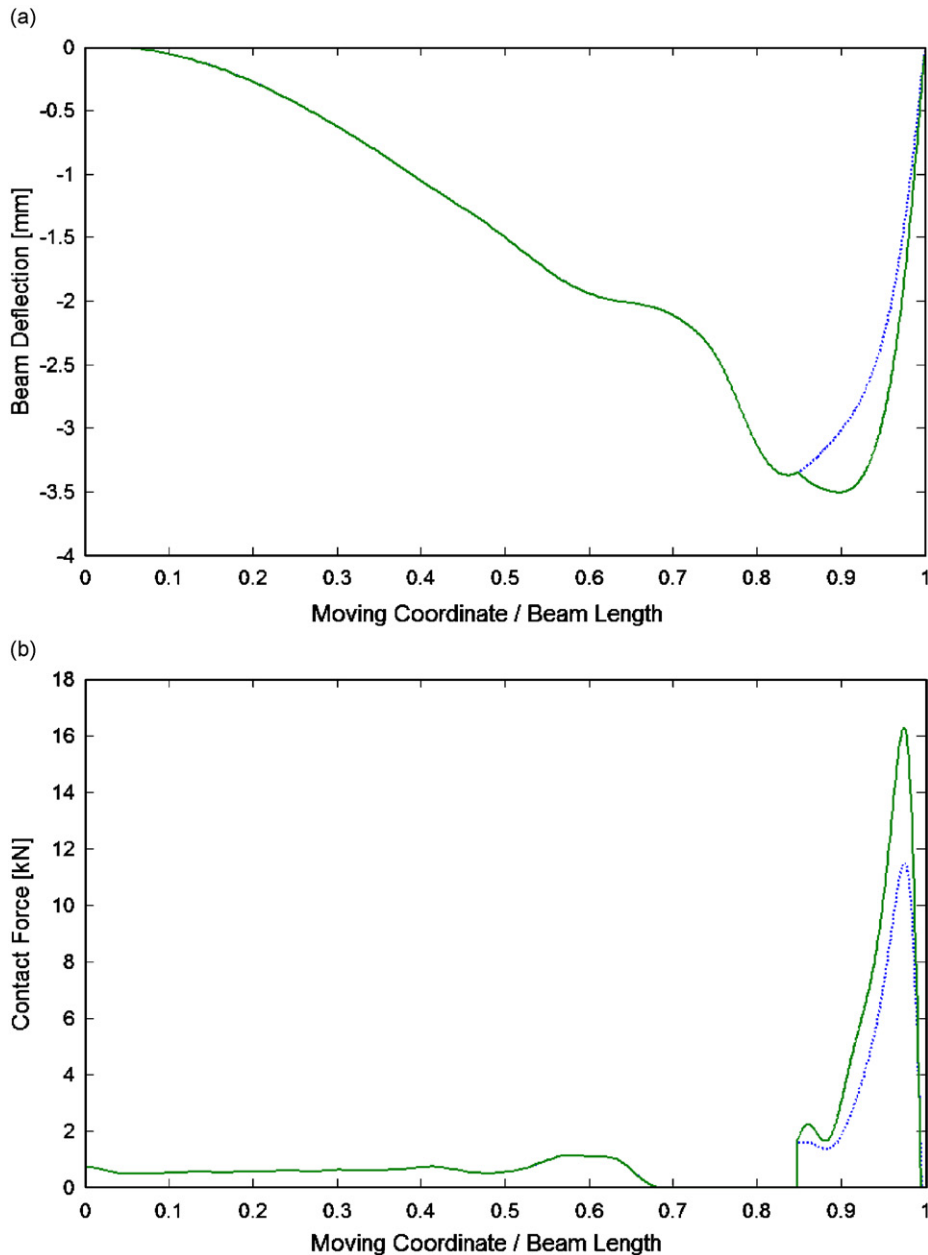 (a)
0
-0.5
-1
-1.5
-2
-2.5
-3
-3.5
-4
Beam Deflection [mm]
0 0.1 0.2 0.3 0.4 0.5 0.6 0.7 0.8 0.9 1
Moving Coordinate / Beam Length
(b)
18
16
14
12
10
8
6
4
2
0
Contact Force [kN]
0 0.1 0.2 0.3 0.4 0.5 0.6 0.7 0.8 0.9 1
Moving Coordinate / Beam Length